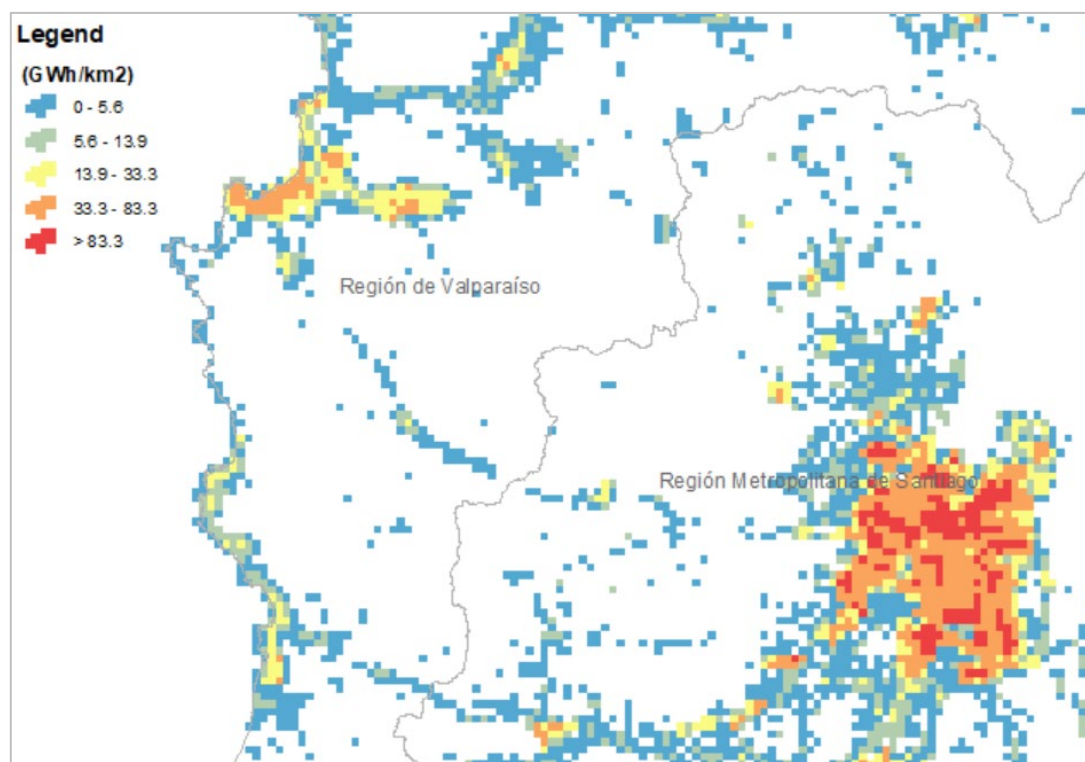 Legend
(GWh/km2)
0 - 5.6
5.6 - 13.9
13.9 - 33.3
33.3 - 83.3
>83.3
Región de Valparaíso
Región Metropolitana de Santiago